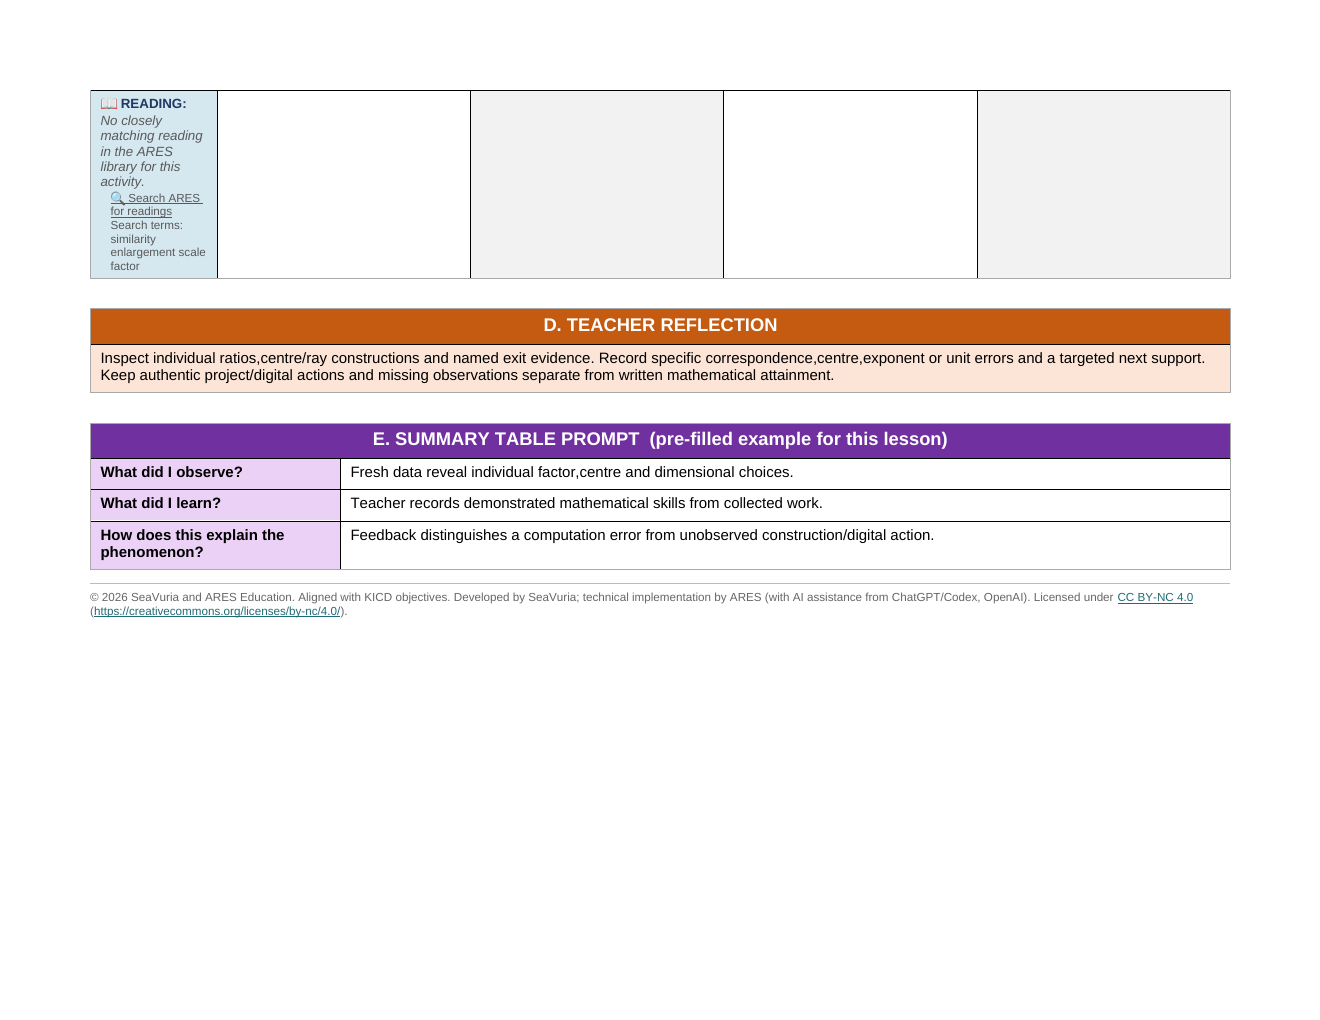 📖 READING:
No closely
matching reading
in the ARES
library for this
activity.
🔍 Search ARES
for readings
Search terms:
similarity
enlargement scale
factor
D. TEACHER REFLECTION
Inspect individual ratios,centre/ray constructions and named exit evidence. Record specific correspondence,centre,exponent or unit errors and a targeted next support.
Keep authentic project/digital actions and missing observations separate from written mathematical attainment.
E. SUMMARY TABLE PROMPT (pre-filled example for this lesson)
What did I observe? Fresh data reveal individual factor,centre and dimensional choices.
What did I learn? Teacher records demonstrated mathematical skills from collected work.
How does this explain the Feedback distinguishes a computation error from unobserved construction/digital action.
phenomenon?
© 2026 SeaVuria and ARES Education. Aligned with KICD objectives. Developed by SeaVuria; technical implementation by ARES (with AI assistance from ChatGPT/Codex, OpenAI). Licensed under CC BY-NC 4.0
(https://creativecommons.org/licenses/by-nc/4.0/).